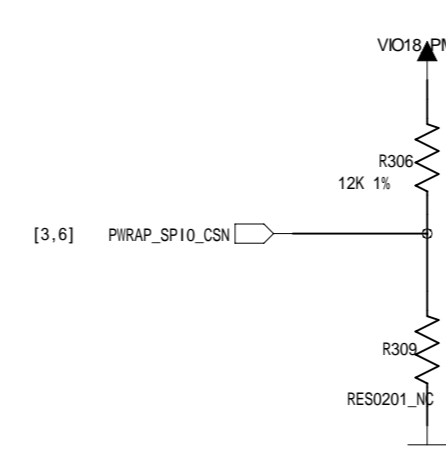 VIO18_PM
R306
12K 1%
[3,6] PWRAP_SPI0_CSN
R309
RES0201_NC